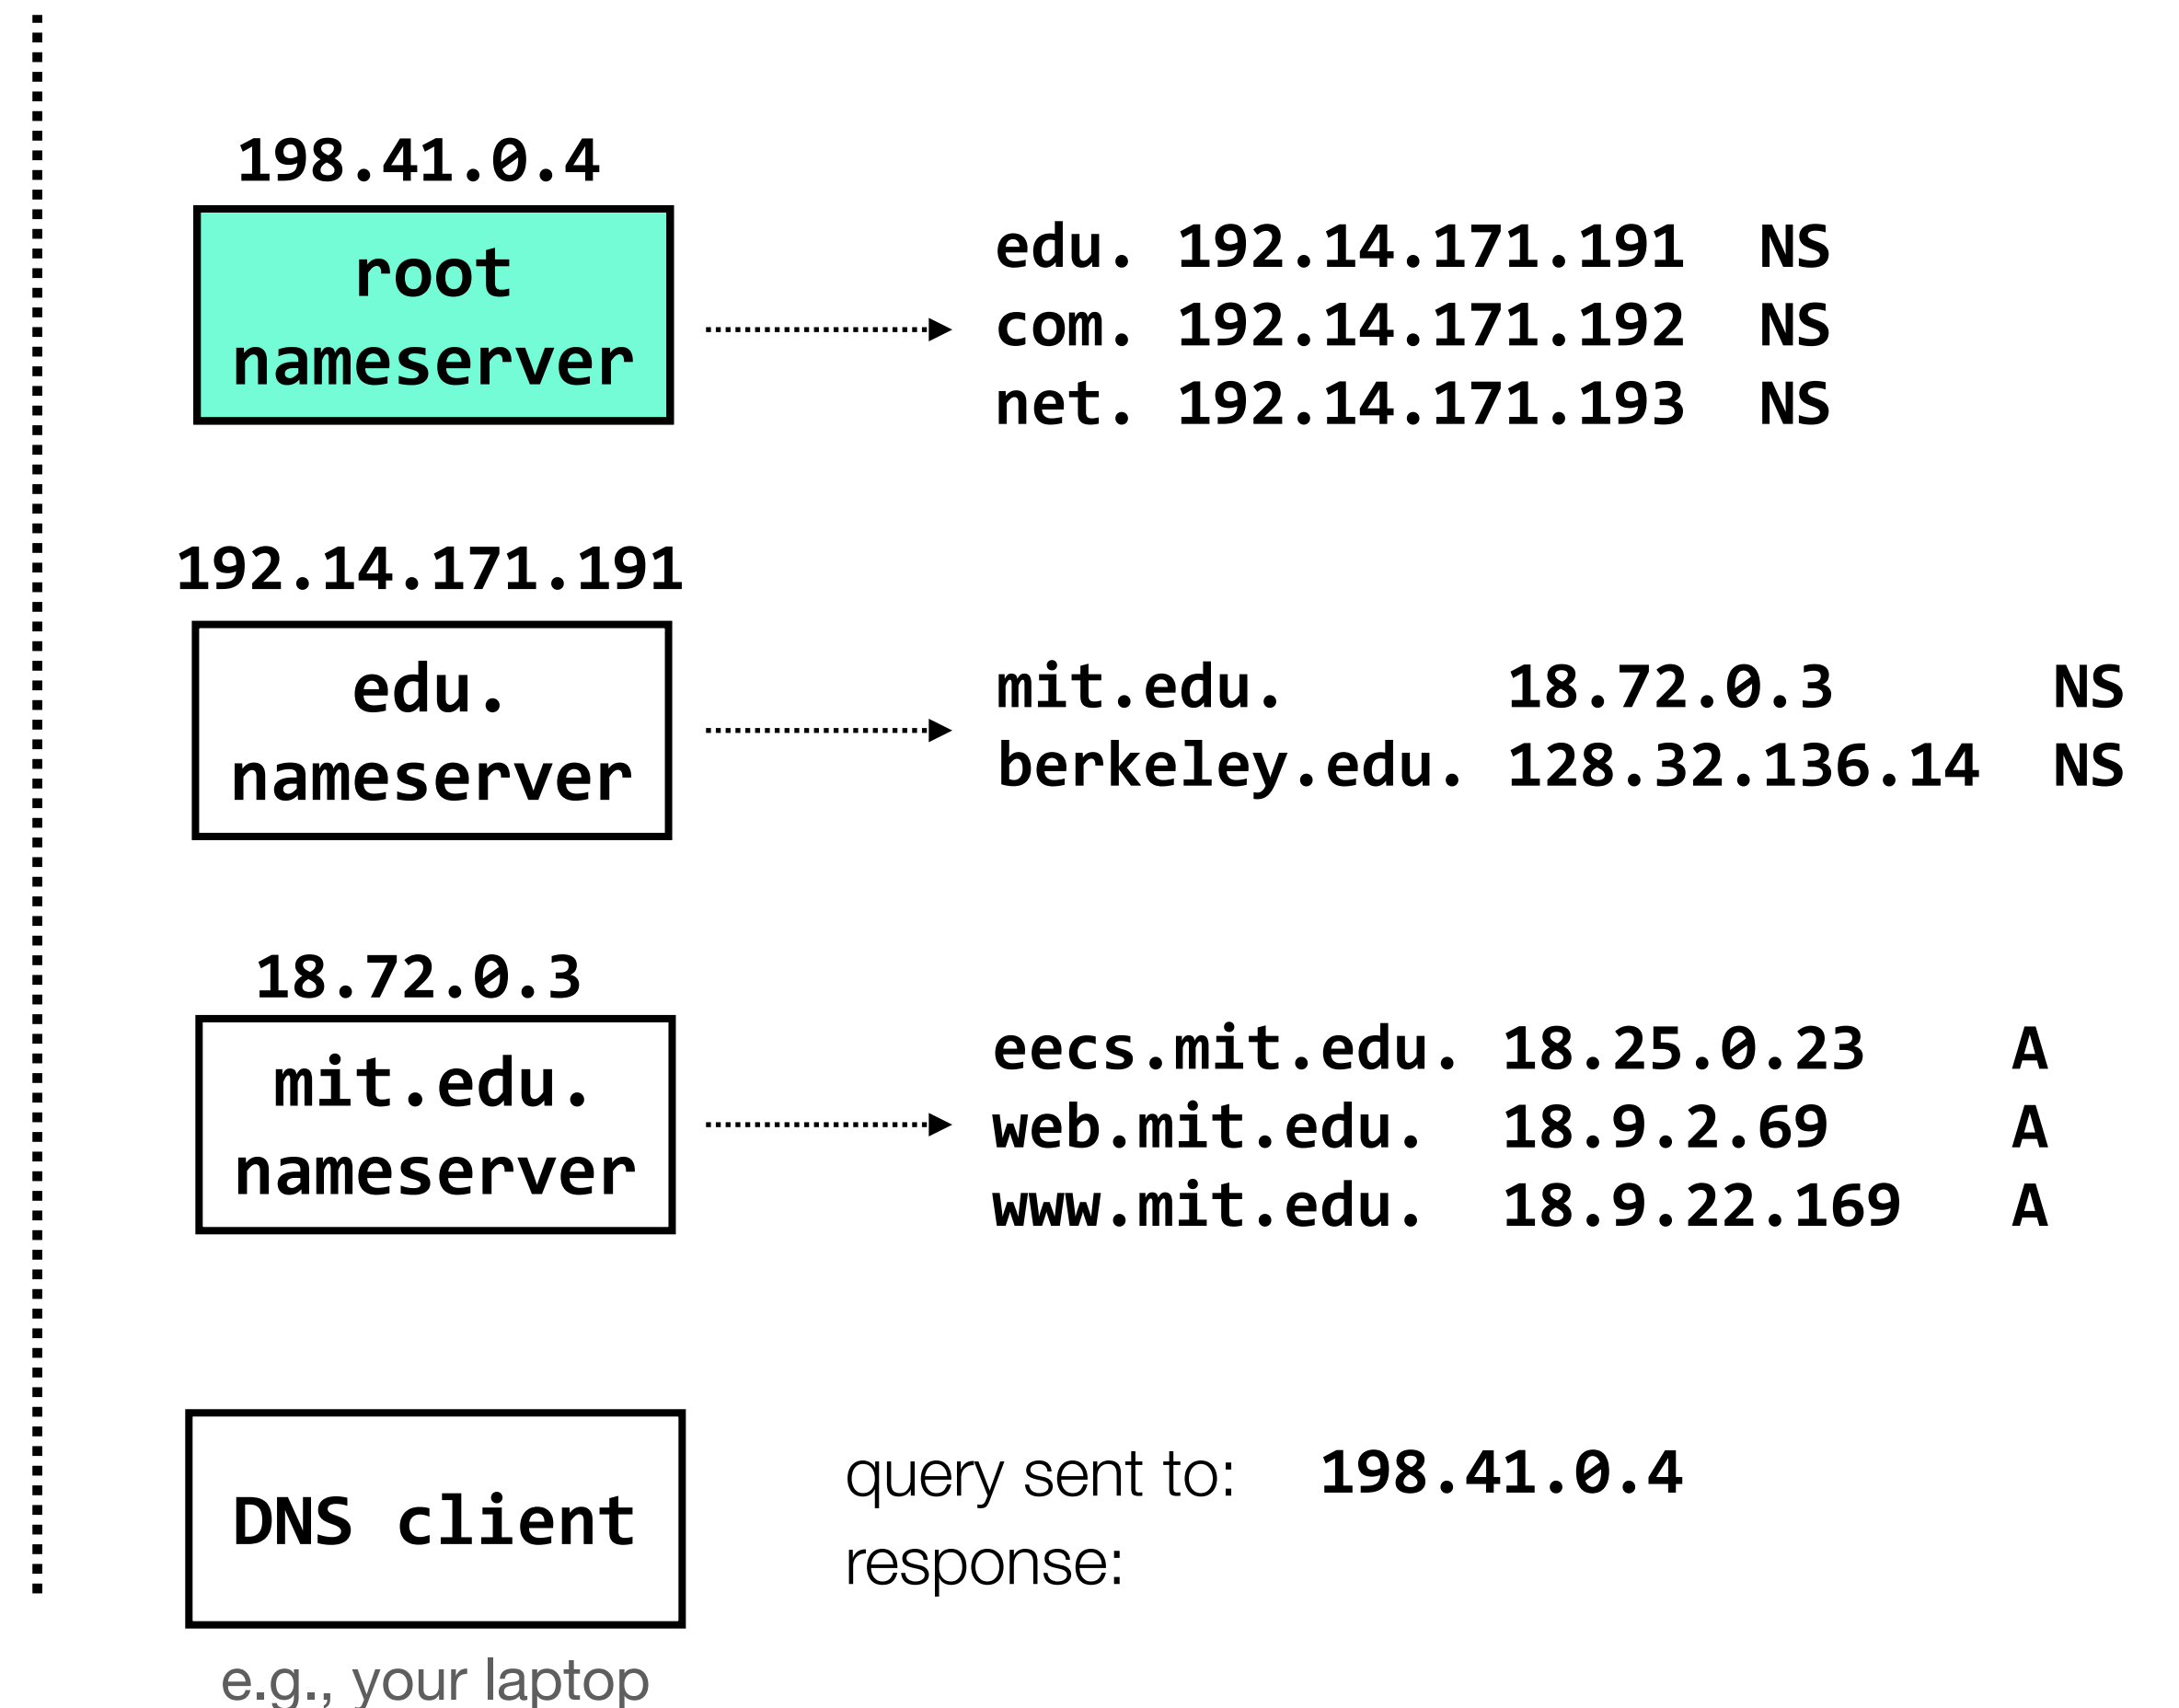 198.41.0.4
root
nameserver
edu. 192.14.171.191 NS
com. 192.14.171.192 NS
net. 192.14.171.193 NS
192.14.171.191
edu.
nameserver
mit.edu. 18.72.0.3 NS
berkeley.edu. 128.32.136.14 NS
18.72.0.3
mit.edu.
nameserver
eecs.mit.edu. 18.25.0.23 A
web.mit.edu. 18.9.2.69 A
www.mit.edu. 18.9.22.169 A
DNS client
query sent to: 198.41.0.4
response:
e.g., your laptop